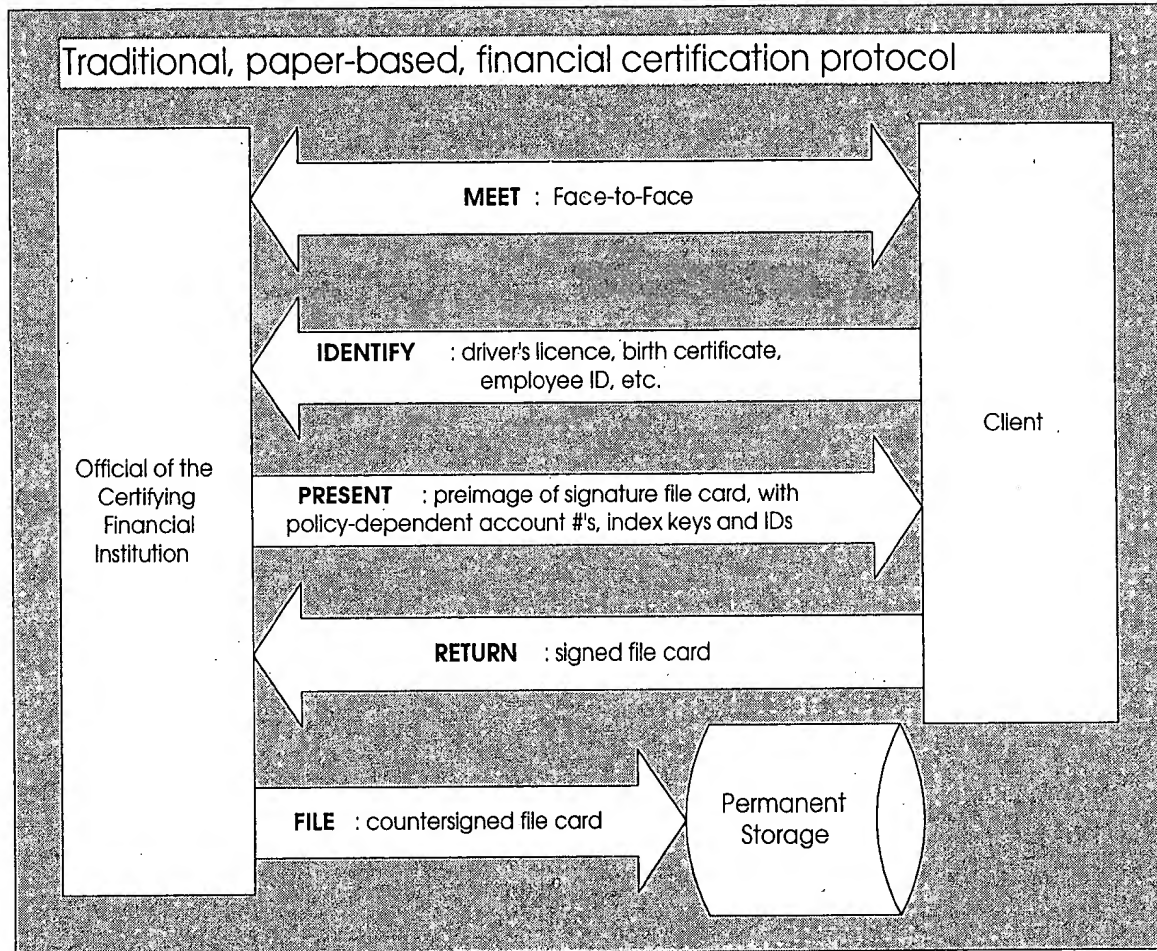 Traditional, paper-based, financial certification protocol
MEET : Face-to-Face
IDENTIFY : driver's licence, birth certificate,
employee ID, etc.
Client
Official of the
Certifying
Financial
Institution
PRESENT : preimage of signature file card, with
policy-dependent account #'s, index keys and IDs
RETURN : signed file card
FILE : countersigned file card
Permanent
Storage